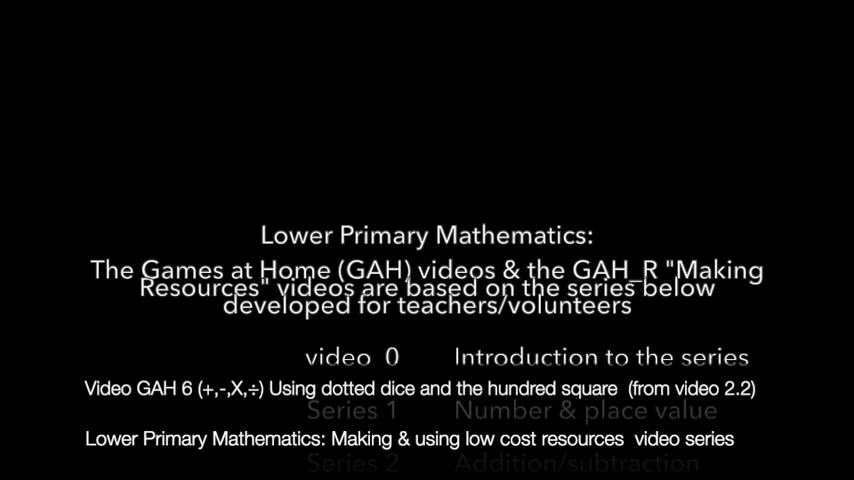 Lower Primary Mathematics:
The Games at Home (GAH) videos & the GAH_R "Making
Resources" videos are based on the series below
developed for teachers/volunteers
video 0 Introduction to the series
Video GAH 6 (+,-,X,÷) Using dotted dice and the hundred square (from video 2.2)
Series 1 Number & place value
Lower Primary Mathematics: Making & using low cost resources video series
Series 2 Addition/subtraction